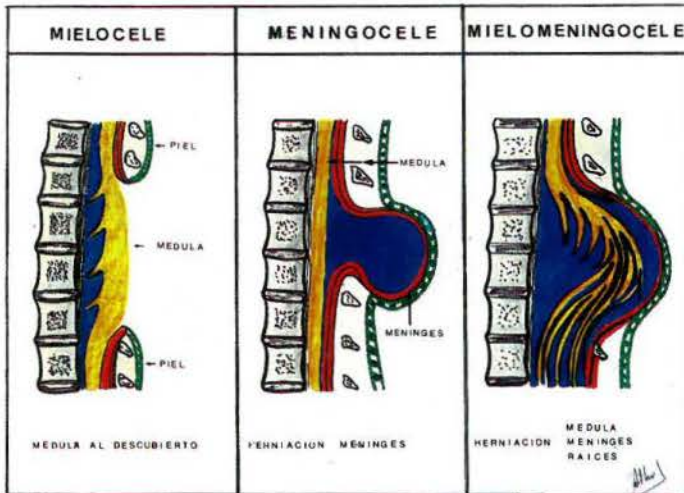 MIELOCELE
MENINGOCELE
MIELOMENINGOCELE
PIEL
MEDULA
PIEL
MEDULA AL DESCUBIERTO
MEDULA
MENINGES
HERNIACION MENINGES
MEDULA
HERNIACION MENINGES
RAICES